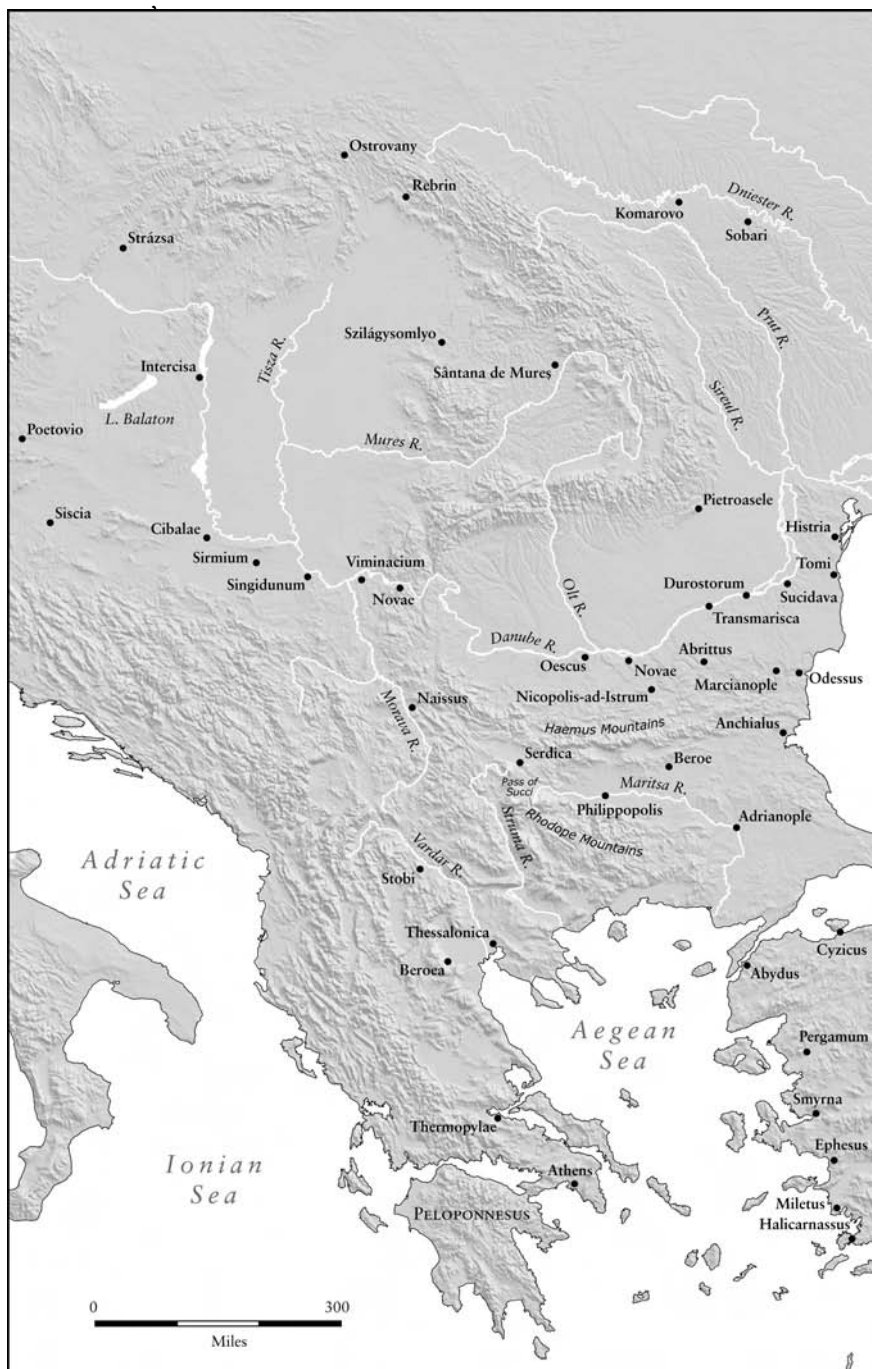 Ostrovany
Rebrin
Komarovo
Dniester R.
Sobari
Strázsa
Prut R.
Szilágysomlyo
Tisza R.
Sântana de Mureş
Intercisa
Sireul R.
L. Balaton
Poetovio
Mures R.
Pietroasele
Siscia
Histria
Cibalae
Sirmium
Viminacium
Tomi
Singidunum
Novae
Olt R.
Durostorum
Sucidava
Transmarisca
Danube R.
Oescus
Novae
Abrittus
Marcianople
Odessus
Nicopolis-ad-Istrum
Naissus
Morava R.
Haemus Mountains
Anchialus
Serdica
Beroe
Pass of
Succi
Maritsa R.
Philippopolis
Struma R.
Rhodope Mountains
Adrianople
Vardar R.
Adriatic
Sea
Stobi
Thessalonica
Cyzicus
Beroea
Abydus
Aegean
Sea
Pergamum
Smyrna
Thermopylae
Ephesus
Ionian
Sea
Athens
Miletus
PELOPONNESUS
Halicarnassus
0
300
Miles